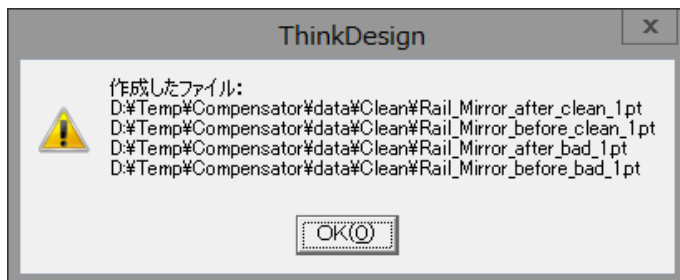 ThinkDesign
x
作成したファイル:
D:¥Temp¥Compensator¥data¥Clean¥Rail_Mirror_after_clean_1.pt
D:¥Temp¥Compensator¥data¥Clean¥Rail_Mirror_before_clean_1.pt
D:¥Temp¥Compensator¥data¥Clean¥Rail_Mirror_after_bad_1.pt
D:¥Temp¥Compensator¥data¥Clean¥Rail_Mirror_before_bad_1.pt
OK(O)